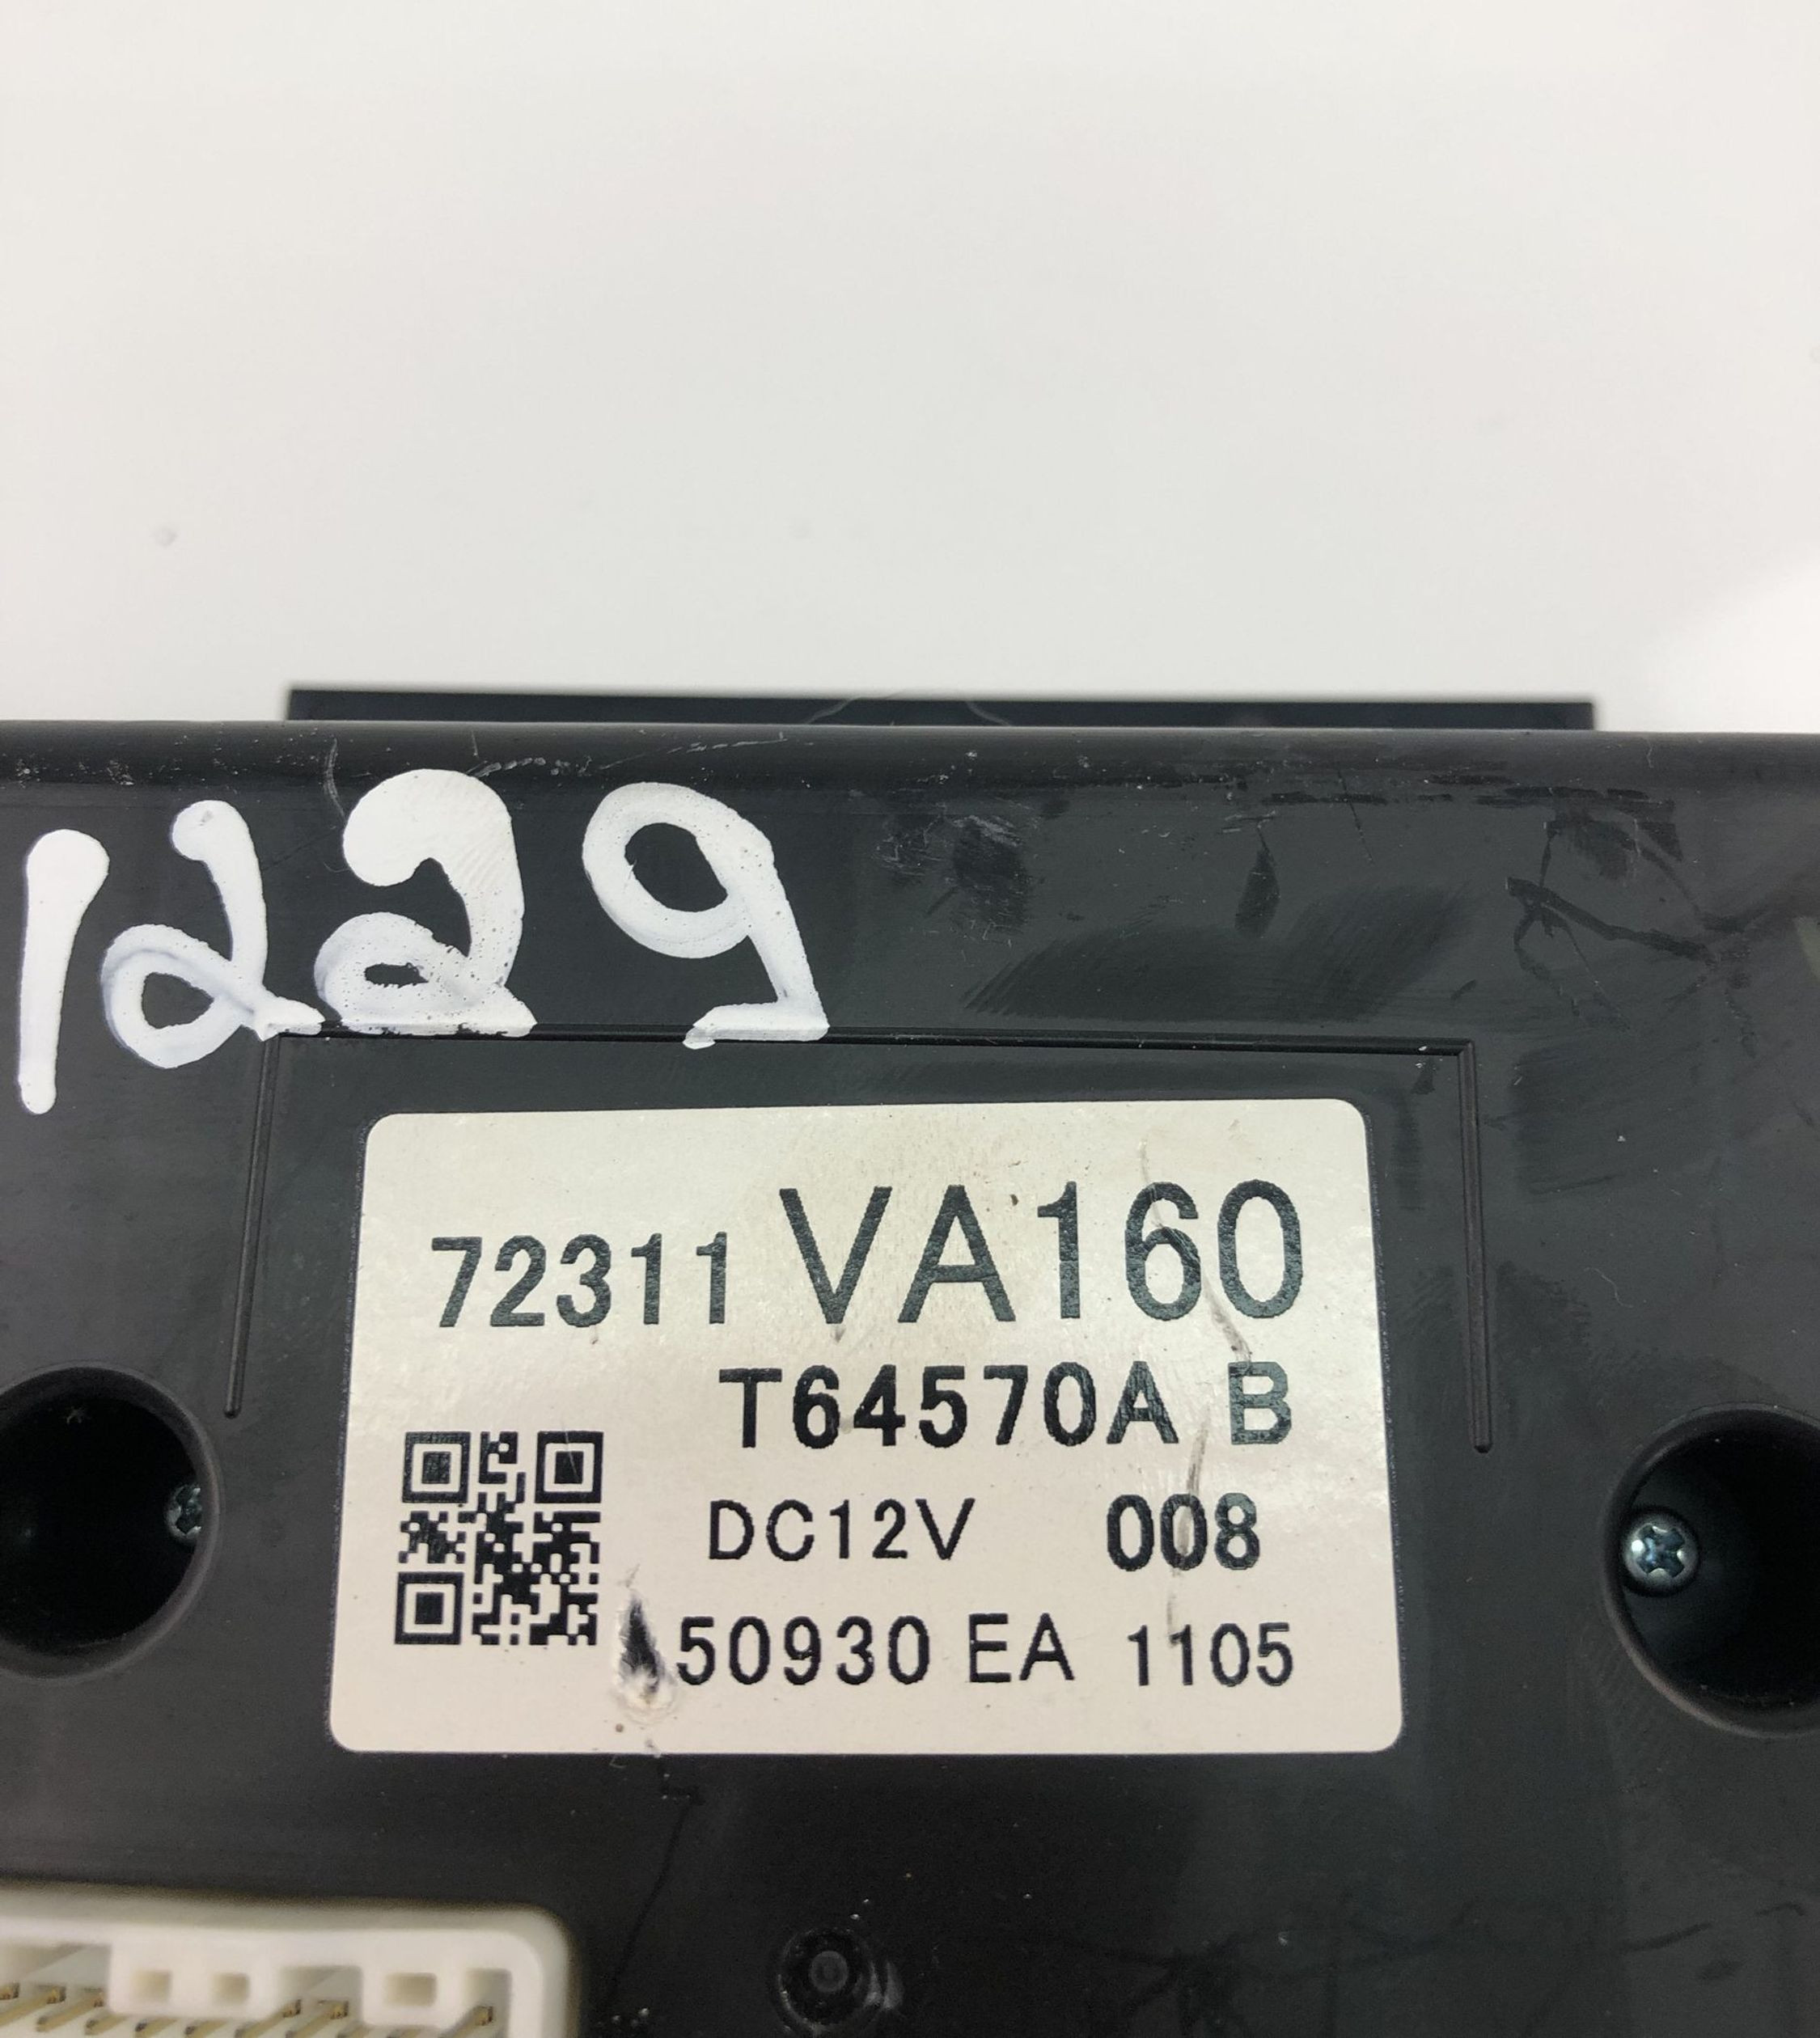 1229
72311 VA160
T64570A B
DC12V 008
50930 EA 1105